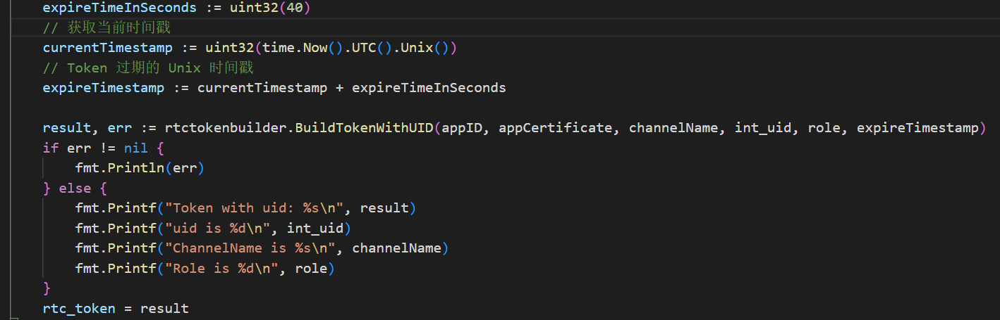 expireTimeInSeconds := uint32(40)
// 获取当前时间戳
currentTimestamp := uint32(time.Now().UTC().Unix())
// Token 过期的 Unix 时间戳
expireTimestamp := currentTimestamp + expireTimeInSeconds
result, err := rtctokenbuilder.BuildTokenWithUID(appID, appCertificate, channelName, int_uid, role, expireTimestamp)
if err != nil {
fmt.Println(err)
} else {
fmt.Printf("Token with uid: %s\n", result)
fmt.Printf("uid is %d\n", int_uid)
fmt.Printf("ChannelName is %s\n", channelName)
fmt.Printf("Role is %d\n", role)
}
rtc_token = result